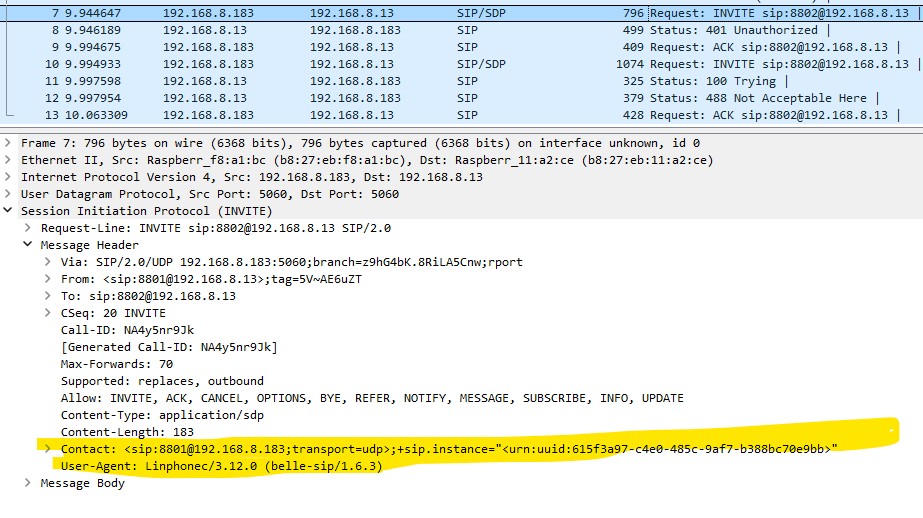 7 9.944647 192.168.8.183 192.168.8.13 SIP/SDP 796 Request: INVITE sip:8802@192.168.8.13 |
8 9.946189 192.168.8.13 192.168.8.183 SIP 499 Status: 401 Unauthorized |
9 9.994675 192.168.8.183 192.168.8.13 SIP 409 Request: ACK sip:8802@192.168.8.13 |
10 9.994933 192.168.8.183 192.168.8.13 SIP/SDP 1074 Request: INVITE sip:8802@192.168.8.13 |
11 9.997598 192.168.8.13 192.168.8.183 SIP 325 Status: 100 Trying |
12 9.997954 192.168.8.13 192.168.8.183 SIP 379 Status: 488 Not Acceptable Here |
13 10.063309 192.168.8.183 192.168.8.13 SIP 428 Request: ACK sip:8802@192.168.8.13 |
Frame 7: 796 bytes on wire (6368 bits), 796 bytes captured (6368 bits) on interface unknown, id 0
Ethernet II, Src: Raspberr_f8:a1:bc (b8:27:eb:f8:a1:bc), Dst: Raspberr_11:a2:ce (b8:27:eb:11:a2:ce)
Internet Protocol Version 4, Src: 192.168.8.183, Dst: 192.168.8.13
User Datagram Protocol, Src Port: 5060, Dst Port: 5060
Session Initiation Protocol (INVITE)
Request-Line: INVITE sip:8802@192.168.8.13 SIP/2.0
Message Header
Via: SIP/2.0/UDP 192.168.8.183:5060;branch=z9hG4bK.8RiLA5Cnw;rport
From: <sip:8801@192.168.8.13>;tag=5V~AE6uZT
To: sip:8802@192.168.8.13
CSeq: 20 INVITE
Call-ID: NA4y5nr9Jk
[Generated Call-ID: NA4y5nr9Jk]
Max-Forwards: 70
Supported: replaces, outbound
Allow: INVITE, ACK, CANCEL, OPTIONS, BYE, REFER, NOTIFY, MESSAGE, SUBSCRIBE, INFO, UPDATE
Content-Type: application/sdp
Content-Length: 183
Contact: <sip:8801@192.168.8.183;transport=udp>;+sip.instance="<urn:uuid:615f3a97-c4e0-485c-9af7-b388bc70e9bb>"
User-Agent: Linphonec/3.12.0 (belle-sip/1.6.3)
Message Body